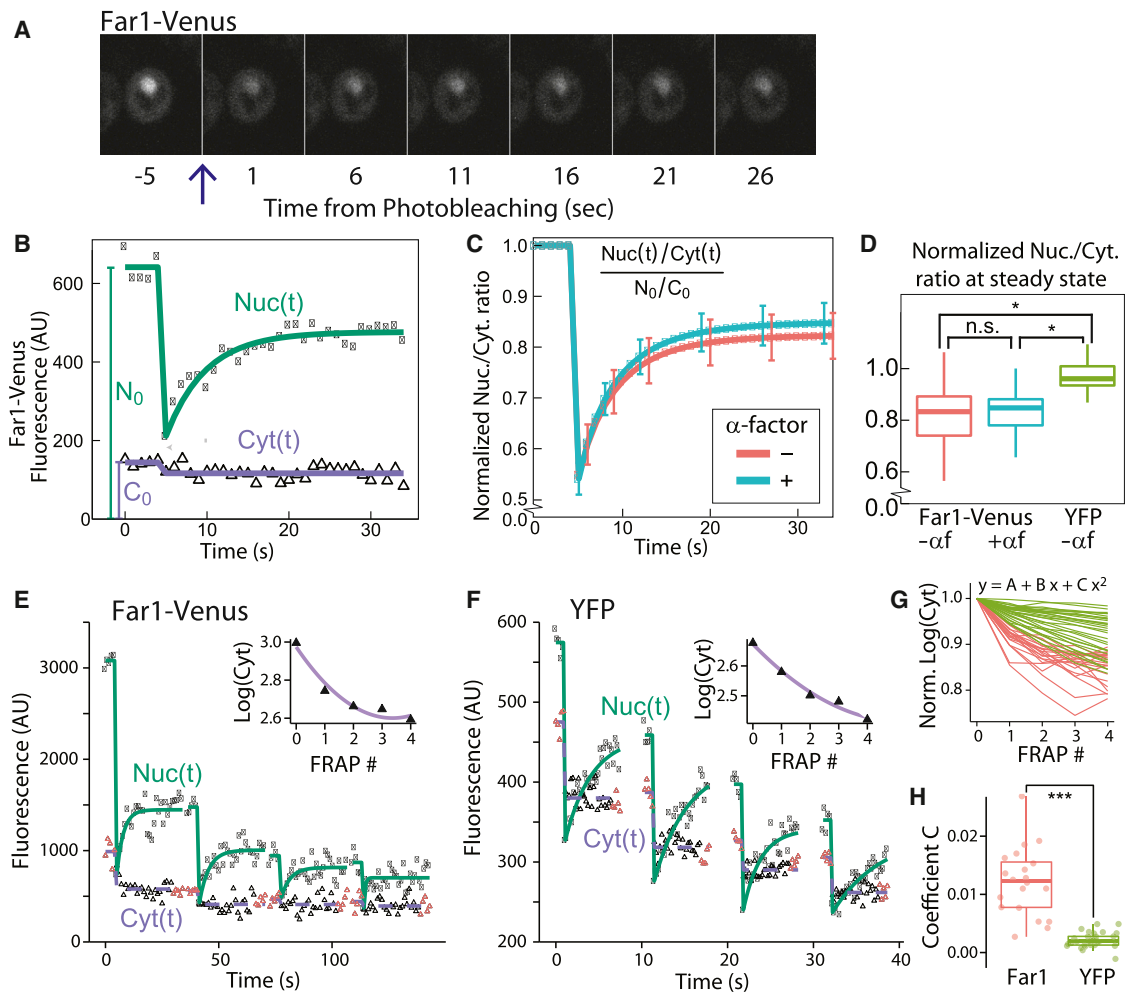 A
Far1-Venus
-5 1 6 11 16 21 26
Time from Photobleaching (sec)
B
Far1-Venus
Fluorescence (AU)
600
400
200
0
N₀
C₀
Nuc(t)
Cyt(t)
0 10 20 30
Time (s)
C
Normalized Nuc./Cyt. ratio
1.0
0.9
0.8
0.7
0.6
0.5
0.0
Nuc(t)/Cyt(t)
N₀/C₀
α-factor
−
+
10 20 30
Time (s)
D
Normalized Nuc./Cyt.
ratio at steady state
*
n.s. *
1.0
0.8
0.6
0.0
Far1-Venus YFP
-αf +αf -αf
E
Far1-Venus
Fluorescence (AU)
3000
2000
1000
0
Nuc(t)
Cyt(t)
0 50 100
Time (s)
Log(Cyt)
3.0
2.8
2.6
0 1 2 3 4
FRAP #
F
YFP
Fluorescence (AU)
600
500
400
300
200
Nuc(t)
Cyt(t)
0 10 20 30 40
Time (s)
Log(Cyt)
2.6
2.5
0 1 2 3 4
FRAP #
G
y = A + B x + C x²
Norm. Log(Cyt)
1.0
0.9
0.8
0 1 2 3 4
FRAP #
H
***
Coefficient C
0.02
0.01
0.00
Far1 YFP